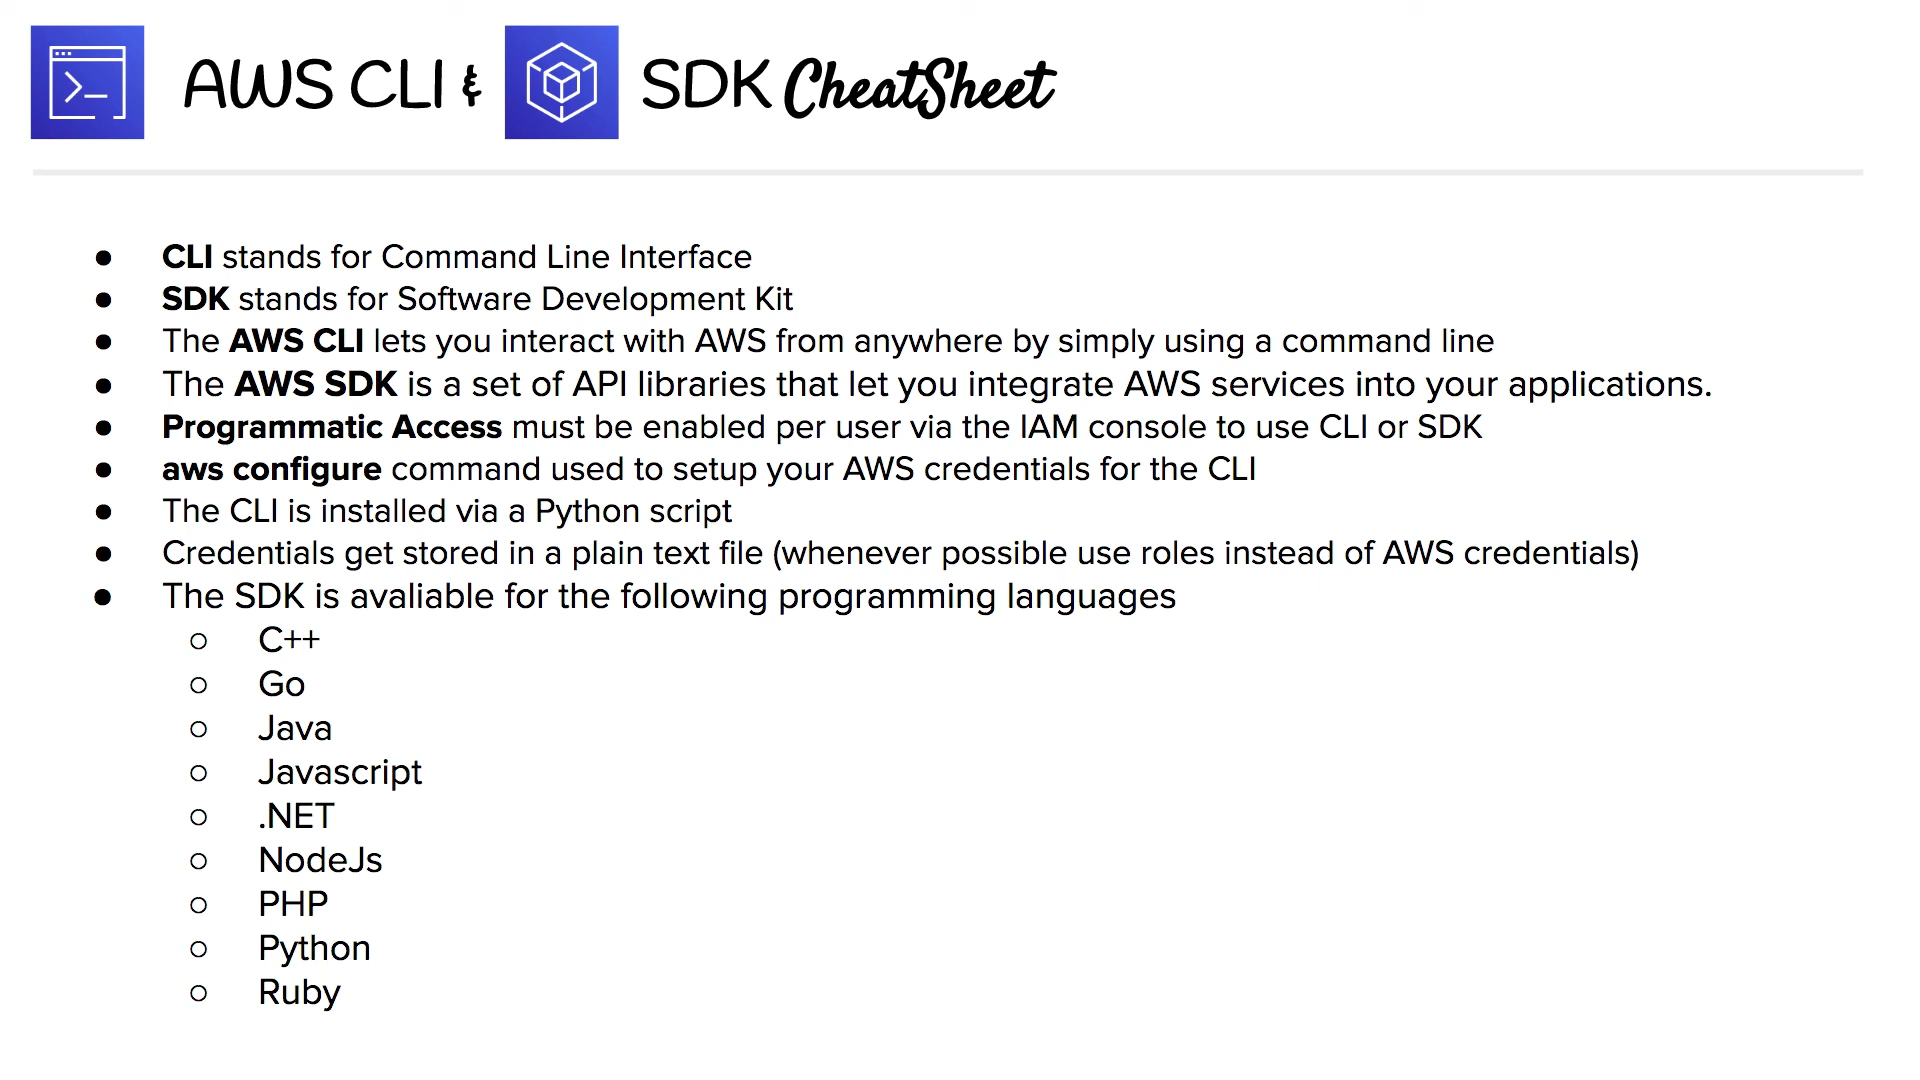 AWS CLI & SDK CheatSheet
● CLI stands for Command Line Interface
● SDK stands for Software Development Kit
● The AWS CLI lets you interact with AWS from anywhere by simply using a command line
● The AWS SDK is a set of API libraries that let you integrate AWS services into your applications.
● Programmatic Access must be enabled per user via the IAM console to use CLI or SDK
● aws configure command used to setup your AWS credentials for the CLI
● The CLI is installed via a Python script
● Credentials get stored in a plain text file (whenever possible use roles instead of AWS credentials)
● The SDK is avaliable for the following programming languages
○ C++
○ Go
○ Java
○ Javascript
○ .NET
○ NodeJs
○ PHP
○ Python
○ Ruby